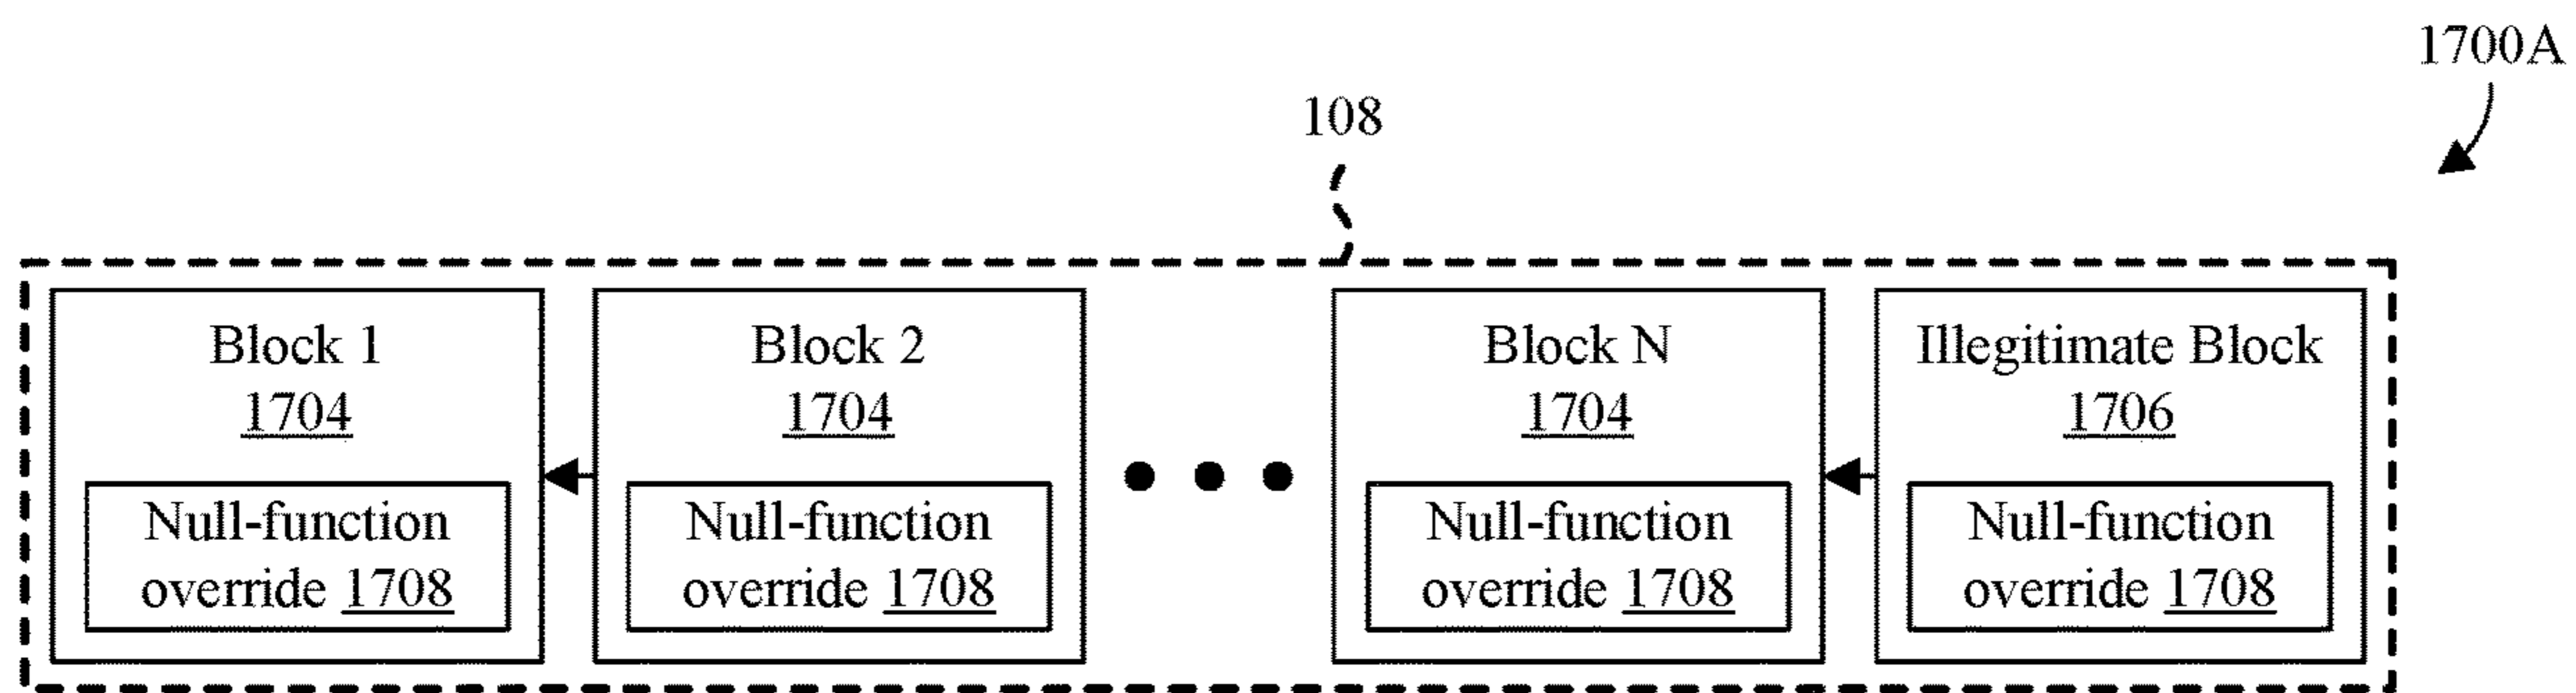 1700A
108
Block 1
1704
Null-function
override 1708
Block 2
1704
Null-function
override 1708
Block N
1704
Null-function
override 1708
Illegitimate Block
1706
Null-function
override 1708